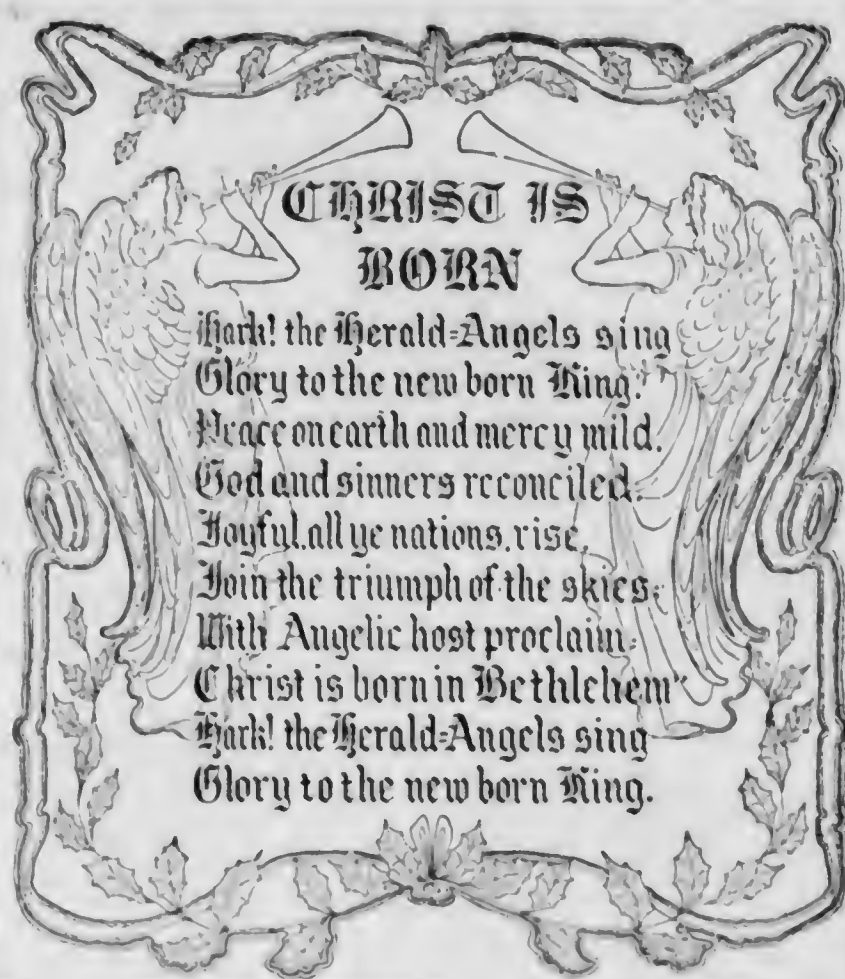 CHRIST IS
BORN
Hark! the Herald=Angels sing
Glory to the new born King."
Peace on earth and mercy mild.
God and sinners reconciled.
Joyful, all ye nations, rise,
Join the triumph of the skies;
With Angelic host proclaim=
Christ is born in Bethlehem"
Hark! the Herald=Angels sing
Glory to the new born King.